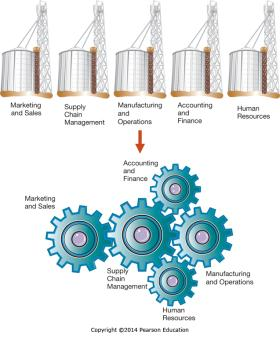 Marketing
and Sales
Supply
Chain
Management
Manufacturing
and
Operations
Accounting
and
Finance
Human
Resources
Accounting
and
Finance
Marketing
and Sales
Supply
Chain
Management
Manufacturing
and Operations
Human
Resources
Copyright ©2014 Pearson Education